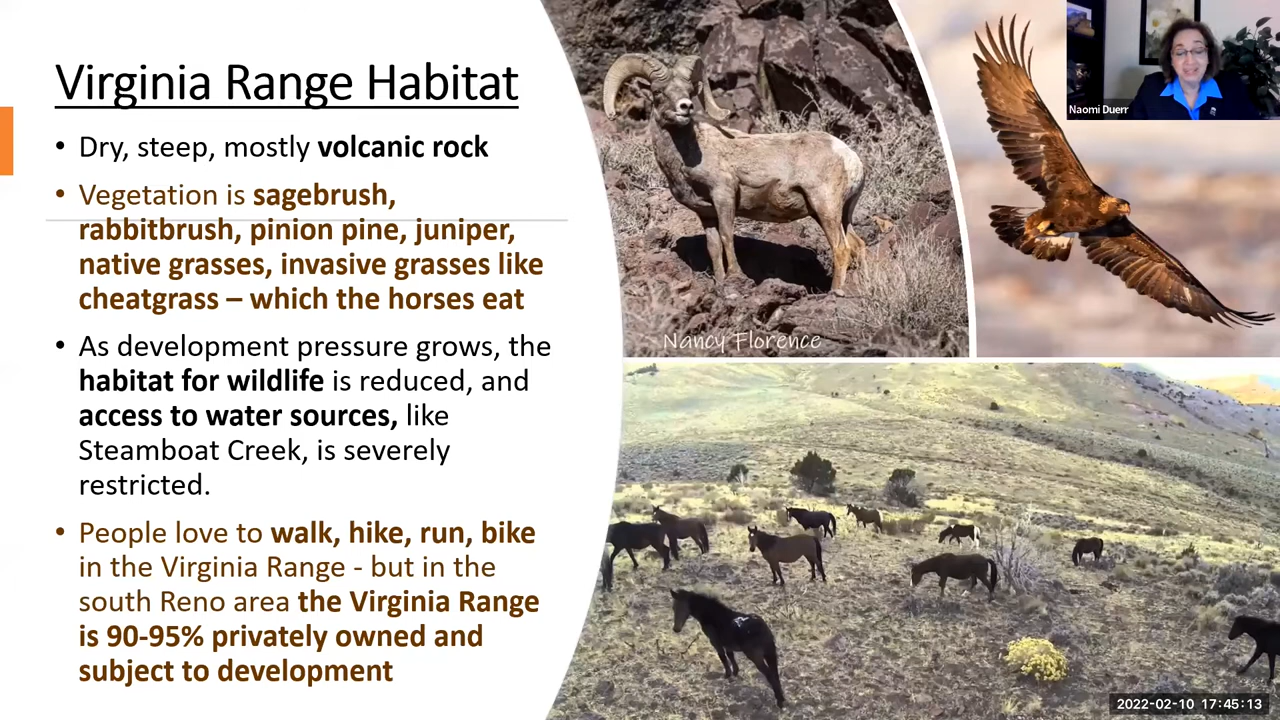 Virginia Range Habitat
• Dry, steep, mostly volcanic rock
• Vegetation is sagebrush,
rabbitbrush, pinion pine, juniper,
native grasses, invasive grasses like
cheatgrass – which the horses eat
• As development pressure grows, the
habitat for wildlife is reduced, and
access to water sources, like
Steamboat Creek, is severely
restricted.
• People love to walk, hike, run, bike
in the Virginia Range - but in the
south Reno area the Virginia Range
is 90-95% privately owned and
subject to development
Nancy Florence
Naomi Duerr
2022-02-10 17:45:13